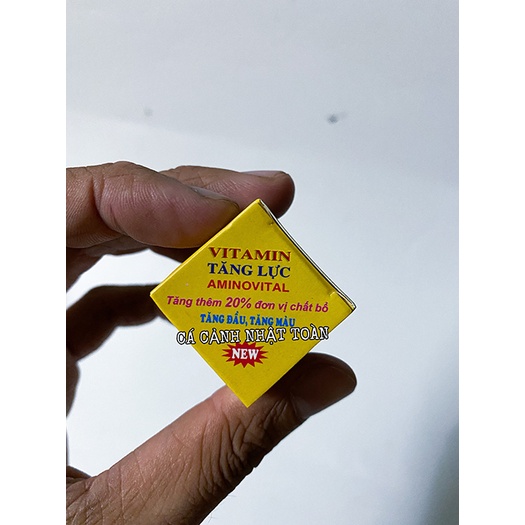 VITAMIN
TĂNG LỰC
AMINOVITAL
Tăng thêm 20% đơn vị chất bổ
TĂNG ĐẤU, TĂNG MÀU
CÁ CẢNH NHẬT TOÀN
NEW